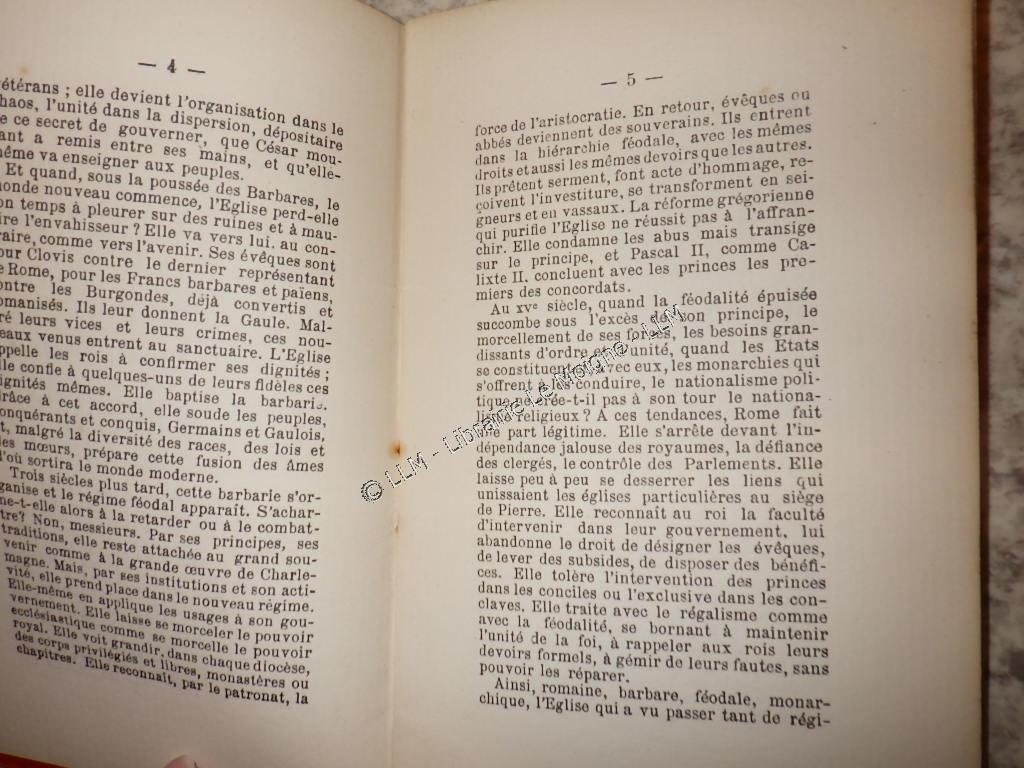 — 4 —
étérans ; elle devient l'organisation dans le
haos, l'unité dans la dispersion, dépositaire
e ce secret de gouverner, que César mou-
ant a remis entre ses mains, et qu'elle-
même va enseigner aux peuples.
Et quand, sous la poussée des Barbares, le
onde nouveau commence, l'Eglise perd-elle
on temps à pleurer sur des ruines et à mau-
ire l'envahisseur ? Elle va vers lui. au con-
raire, comme vers l'avenir. Ses évêques sont
our Clovis contre le dernier représentant
e Rome, pour les Francs barbares et païens,
ontre les Burgondes, déjà convertis et
omanisés. Ils leur donnent la Gaule. Mal-
ré leurs vices et leurs crimes, ces nou-
eaux venus entrent au sanctuaire. L'Eglise
ppelle les rois à confirmer ses dignités ;
lle confie à quelques-uns de leurs fidèles ces
ignités mêmes. Elle baptise la barbarie.
râce à cet accord, elle soude les peuples,
onquérants et conquis, Germains et Gaulois,
t, malgré la diversité des races, des lois et
es mœurs, prépare cette fusion des âmes
'où sortira le monde moderne.
Trois siècles plus tard, cette barbarie s'or-
ganise et le régime féodal apparaît. S'achar-
ne-t-elle alors à la retarder ou à le combat-
tre? Non, messieurs. Par ses principes, ses
traditions, elle reste attachée au grand sou-
venir comme à la grande œuvre de Charle-
magne. Mais, par ses institutions et son acti-
vité, elle prend place dans le nouveau régime.
Elle-même en applique les usages à son gou-
vernement. Elle laisse se morceler le pouvoir
ecclésiastique comme se morcelle le pouvoir
royal. Elle voit grandir, dans chaque diocèse,
des corps privilégiés et libres, monastères ou
chapitres. Elle reconnaît, par le patronat, la
— 5 —
force de l'aristocratie. En retour, évêques ou
abbés deviennent des souverains. Ils entrent
dans la hiérarchie féodale, avec les mêmes
droits et aussi les mêmes devoirs que les autres.
Ils prêtent serment, font acte d'hommage, re-
çoivent l'investiture, se transforment en sei-
gneurs et en vassaux. La réforme grégorienne
qui purifie l'Eglise ne réussit pas à l'affran-
chir. Elle condamne les abus mais transige
sur le principe, et Pascal II, comme Ca-
lixte II, concluent avec les princes les pre-
miers des concordats.
Au XVe siècle, quand la féodalité épuisée
succombe sous l'excès de son principe, le
morcellement de ses forces, les besoins gran-
dissants d'ordre et d'unité, quand les Etats
se constituent, avec eux, les monarchies qui
s'offrent à les conduire, le nationalisme poli-
tique ne crée-t-il pas à son tour le nationa-
lisme religieux ? A ces tendances, Rome fait
une part légitime. Elle s'arrête devant l'in-
dépendance jalouse des royaumes, la défiance
des clergés, le contrôle des Parlements. Elle
laisse peu à peu se desserrer les liens qui
unissaient les églises particulières au siège
de Pierre. Elle reconnaît au roi la faculté
d'intervenir dans leur gouvernement, lui
abandonne le droit de désigner les évêques,
de lever des subsides, de disposer des bénéfi-
ces. Elle tolère l'intervention des princes
dans les conciles ou l'exclusive dans les con-
claves. Elle traite avec le régalisme comme
avec la féodalité, se bornant à maintenir
l'unité de la foi, à rappeler aux rois leurs
devoirs formels, à gémir de leurs fautes, sans
pouvoir les réparer.
Ainsi, romaine, barbare, féodale, monar-
chique, l'Eglise qui a vu passer tant de régi-
© LLM - Librairie Le Moigne - LLM